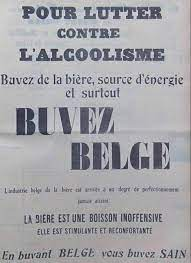 POUR LUTTER
CONTRE
L'ALCOOLISME
Buvez de la bière, source d'énergie
et surtout
BUVEZ
BELGE
L'industrie belge de la bière est arrivée à un degré de perfectionnement
jamais atteint
LA BIÈRE EST UNE BOISSON INOFFENSIVE
ELLE EST STIMULANTE ET RÉCONFORTANTE
En buvant BELGE vous buvez SAIN